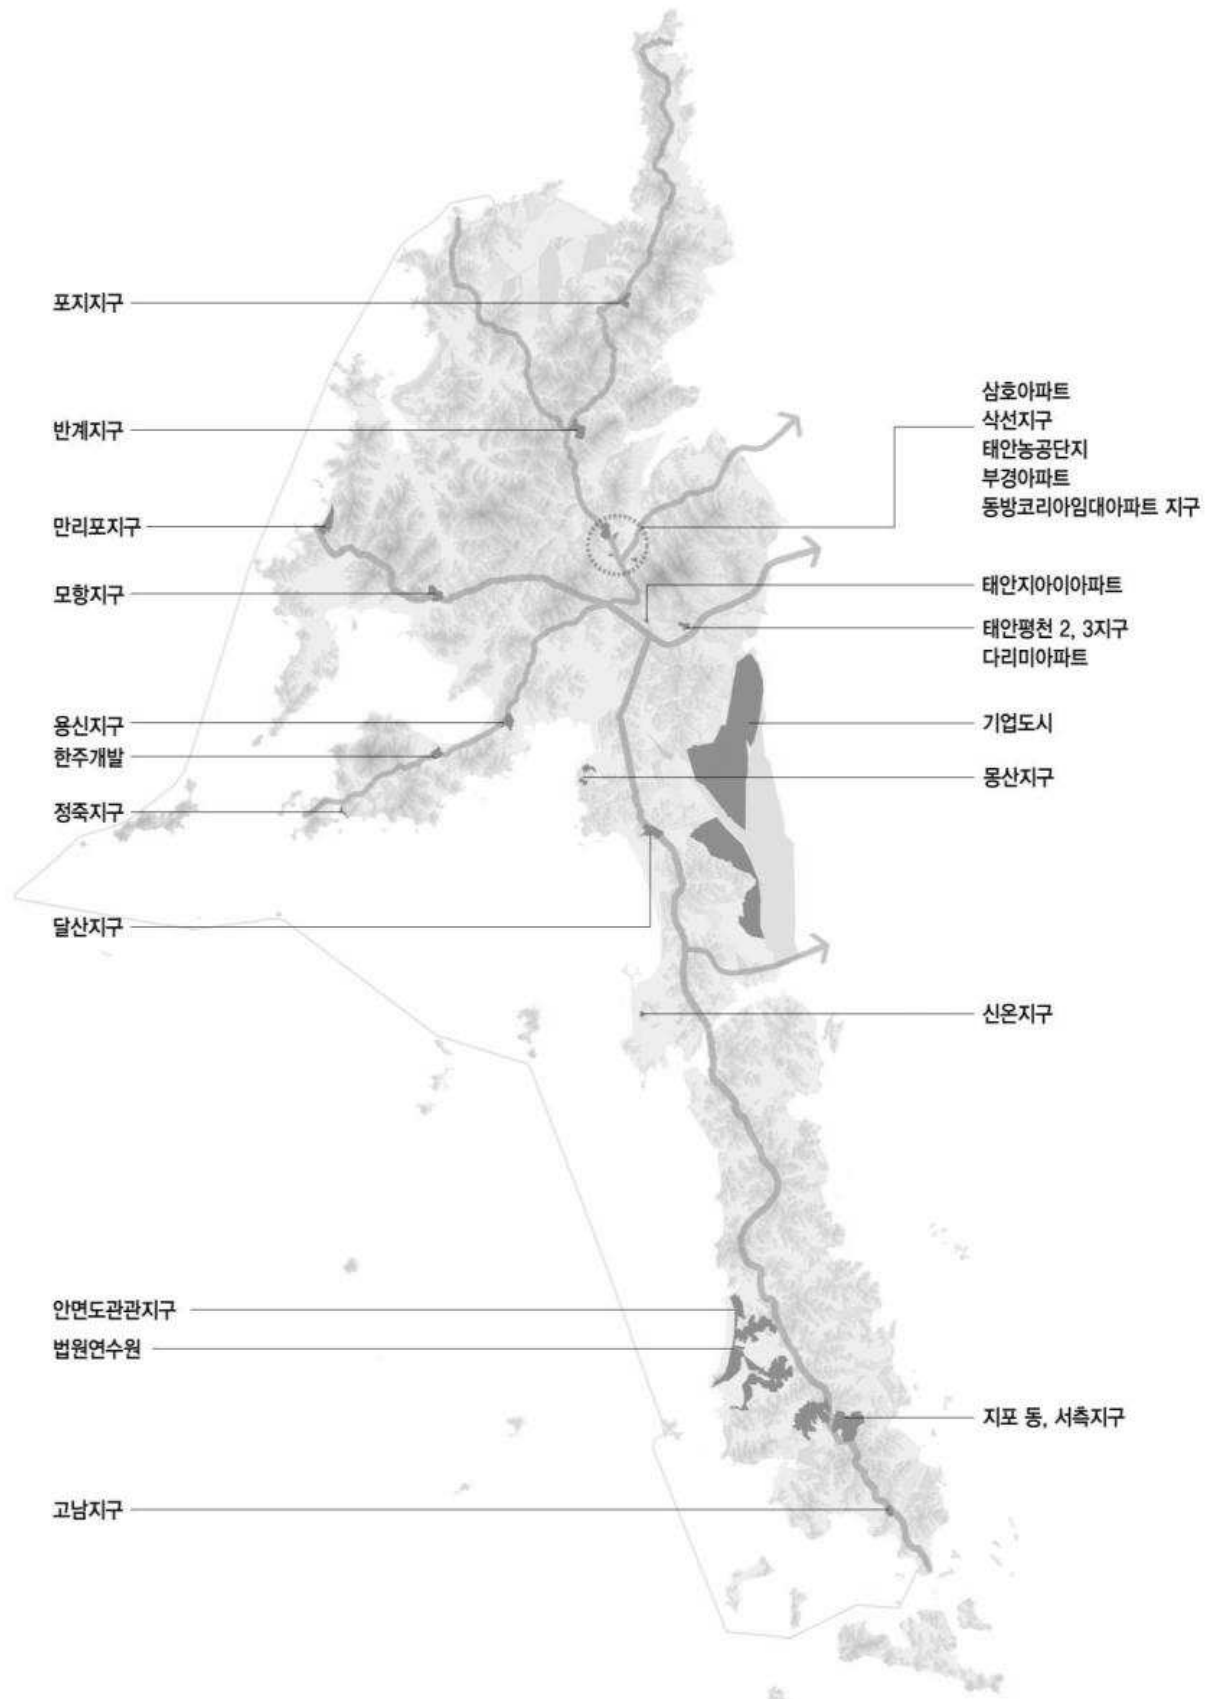 포지지구
반계지구
만리포지구
모항지구
용신지구
한주개발
정죽지구
달산지구
안면도관관지구
법원연수원
고남지구
삼호아파트
삭선지구
태안농공단지
부경아파트
동방코리아임대아파트 지구
태안지아이아파트
태안평천 2, 3지구
다리미아파트
기업도시
몽산지구
신온지구
지포 동, 서측지구